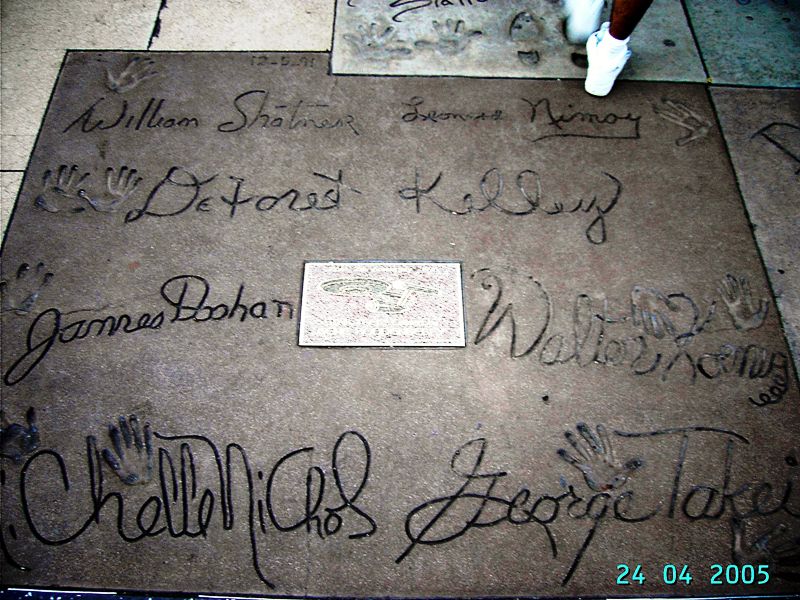 12-5-91
William Shatner Leonard Nimoy
DeForest Kelley
James Doohan
Walter Koenig
Nichelle Nichols George Takei
24 04 2005